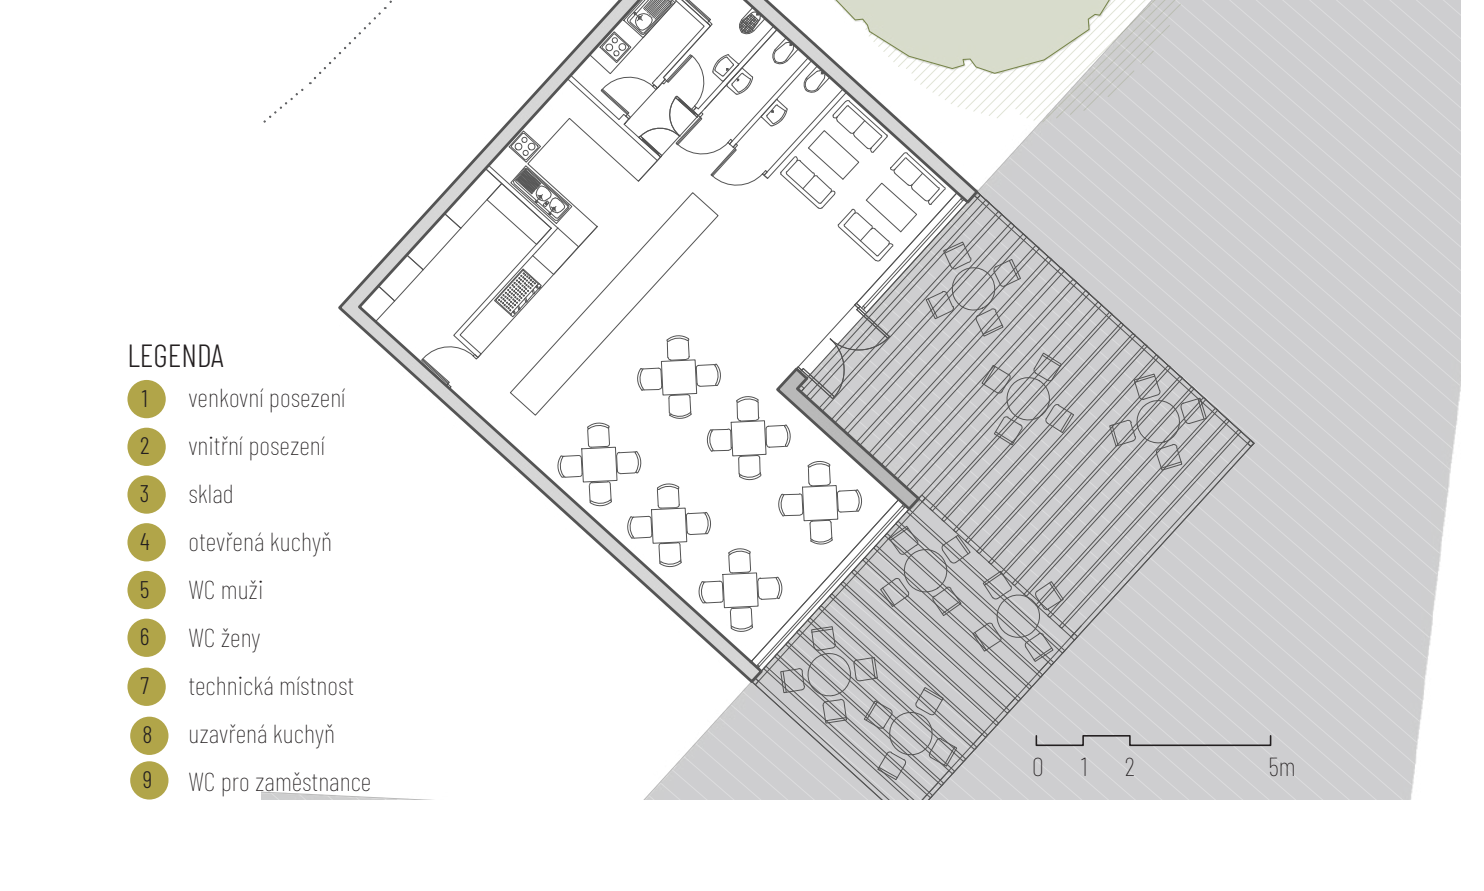 LEGENDA
1 venkovní posezení
2 vnitřní posezení
3 sklad
4 otevřená kuchyň
5 WC muži
6 WC ženy
7 technická místnost
8 uzavřená kuchyň
9 WC pro zaměstnance
0 1 2 5m